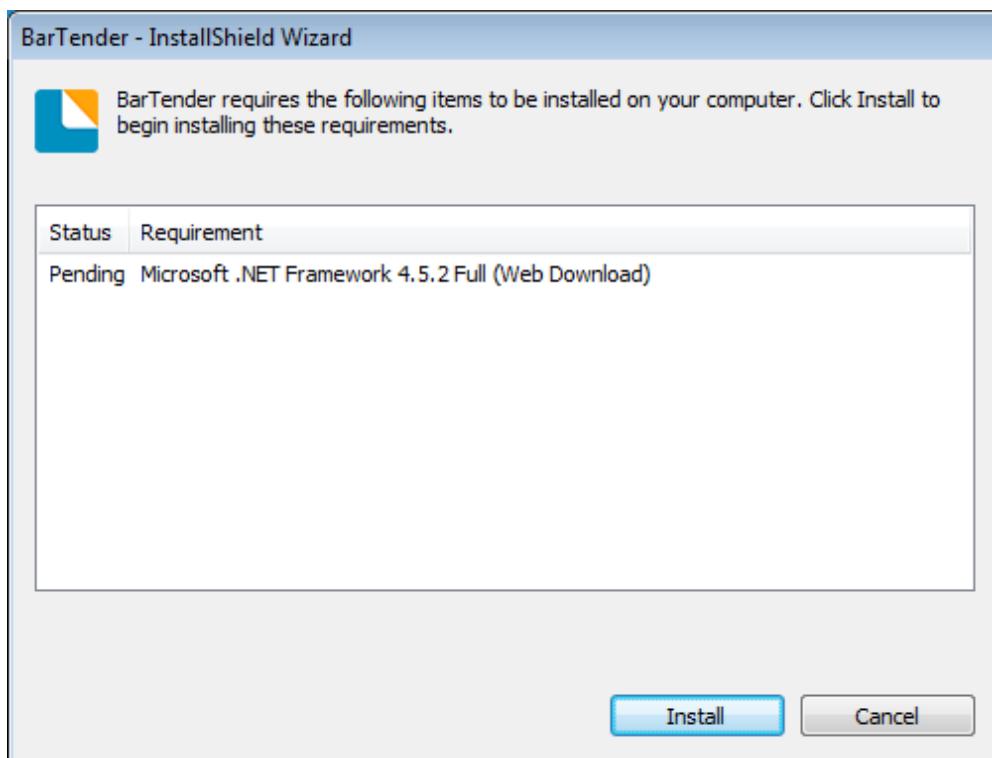 BarTender - InstallShield Wizard
BarTender requires the following items to be installed on your computer. Click Install to
begin installing these requirements.
Status Requirement
Pending Microsoft .NET Framework 4.5.2 Full (Web Download)
Install Cancel